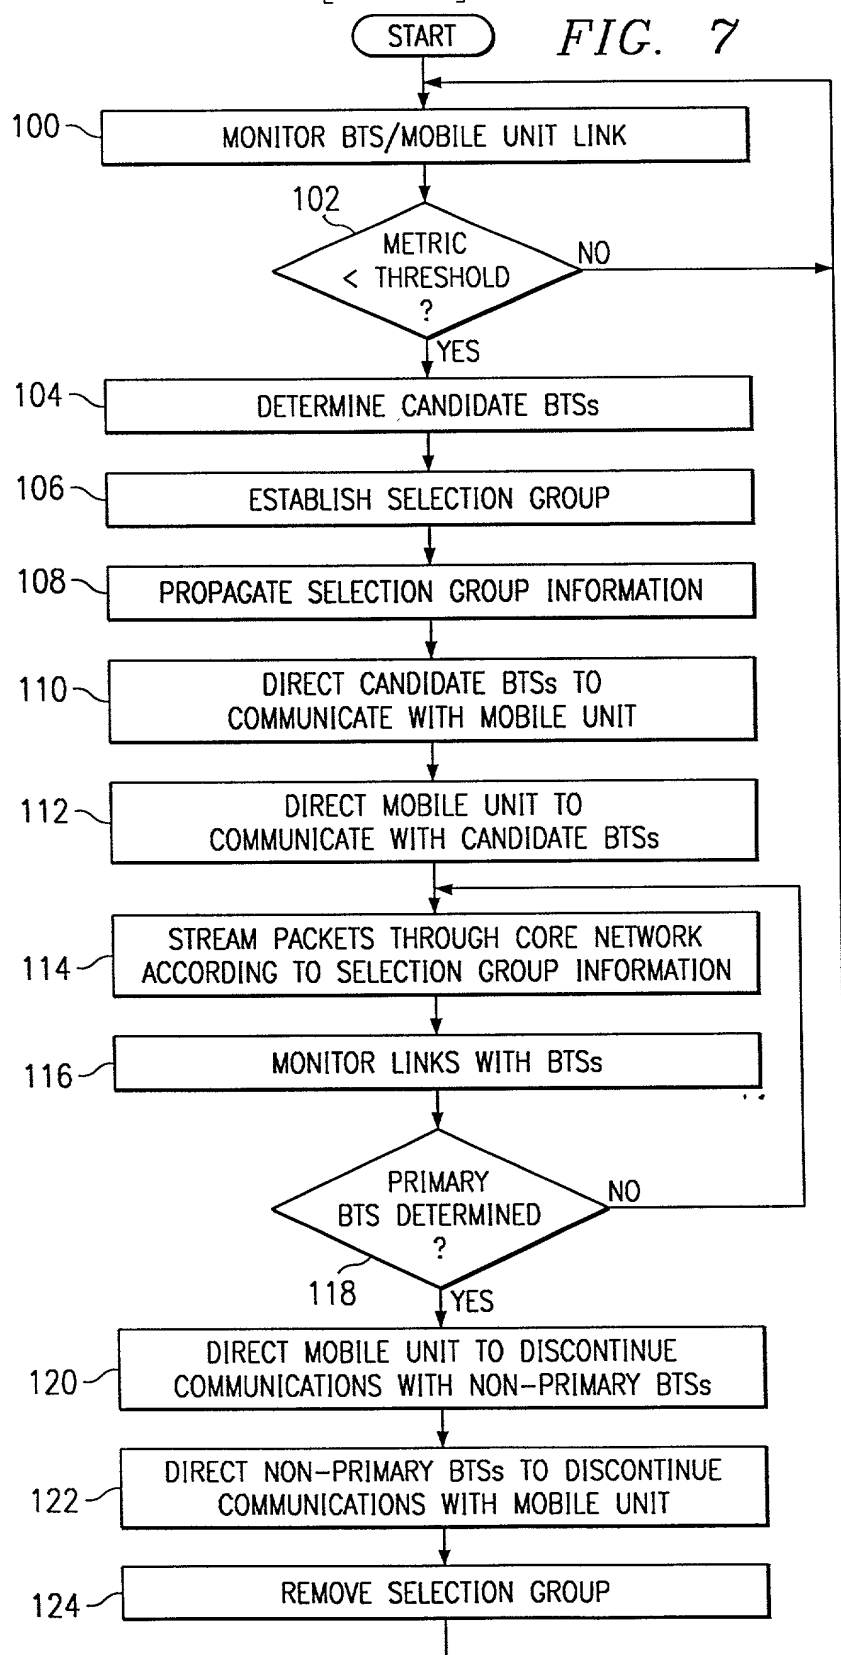 START
FIG. 7
100
MONITOR BTS/MOBILE UNIT LINK
102
METRIC
< THRESHOLD
?
NO
YES
104
DETERMINE CANDIDATE BTSs
106
ESTABLISH SELECTION GROUP
108
PROPAGATE SELECTION GROUP INFORMATION
110
DIRECT CANDIDATE BTSs TO
COMMUNICATE WITH MOBILE UNIT
112
DIRECT MOBILE UNIT TO
COMMUNICATE WITH CANDIDATE BTSs
114
STREAM PACKETS THROUGH CORE NETWORK
ACCORDING TO SELECTION GROUP INFORMATION
116
MONITOR LINKS WITH BTSs
PRIMARY
BTS DETERMINED
?
NO
118
YES
120
DIRECT MOBILE UNIT TO DISCONTINUE
COMMUNICATIONS WITH NON-PRIMARY BTSs
122
DIRECT NON-PRIMARY BTSs TO DISCONTINUE
COMMUNICATIONS WITH MOBILE UNIT
124
REMOVE SELECTION GROUP